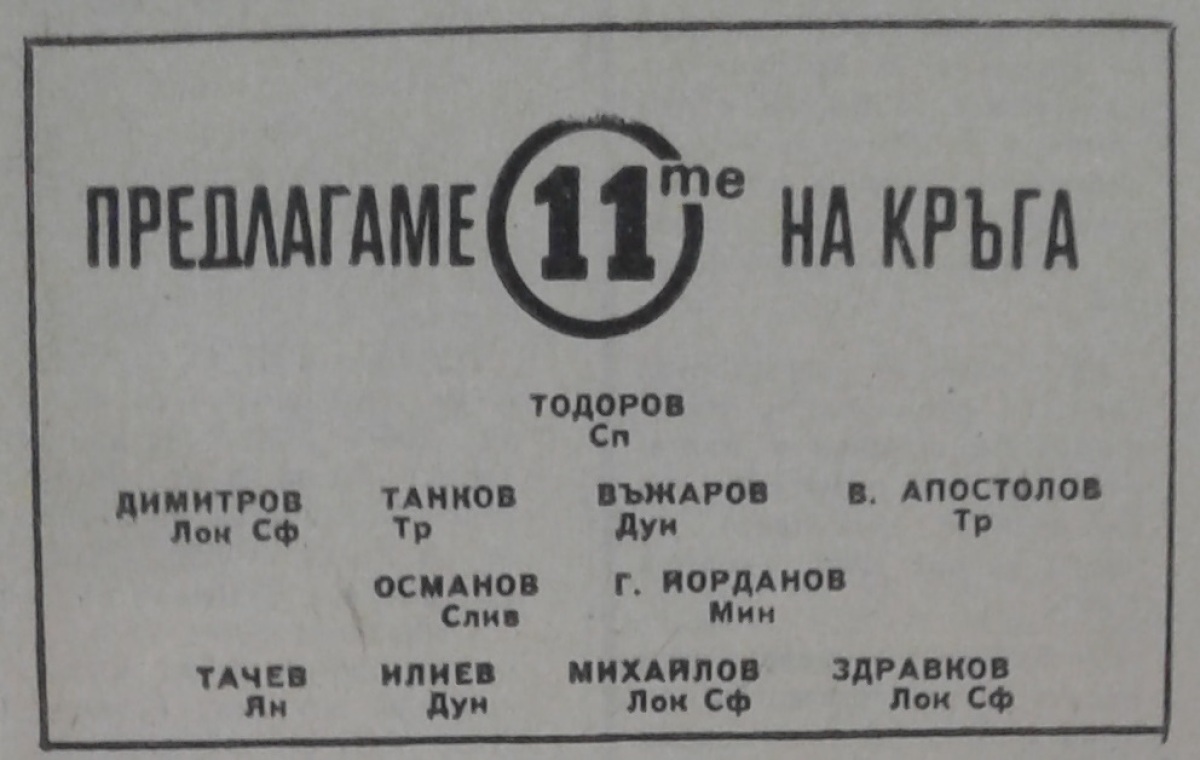 ПРЕДЛАГАМЕ 11те НА КРЪГА
ТОДОРОВ
Сп
ДИМИТРОВ ТАНКОВ ВЪЖАРОВ В. АПОСТОЛОВ
Лок Сф Тр Дун Тр
ОСМАНОВ Г. ЙОРДАНОВ
Слив Мин
ТАЧЕВ ИЛИЕВ МИХАЙЛОВ ЗДРАВКОВ
Ян Дун Лок Сф Лок Сф